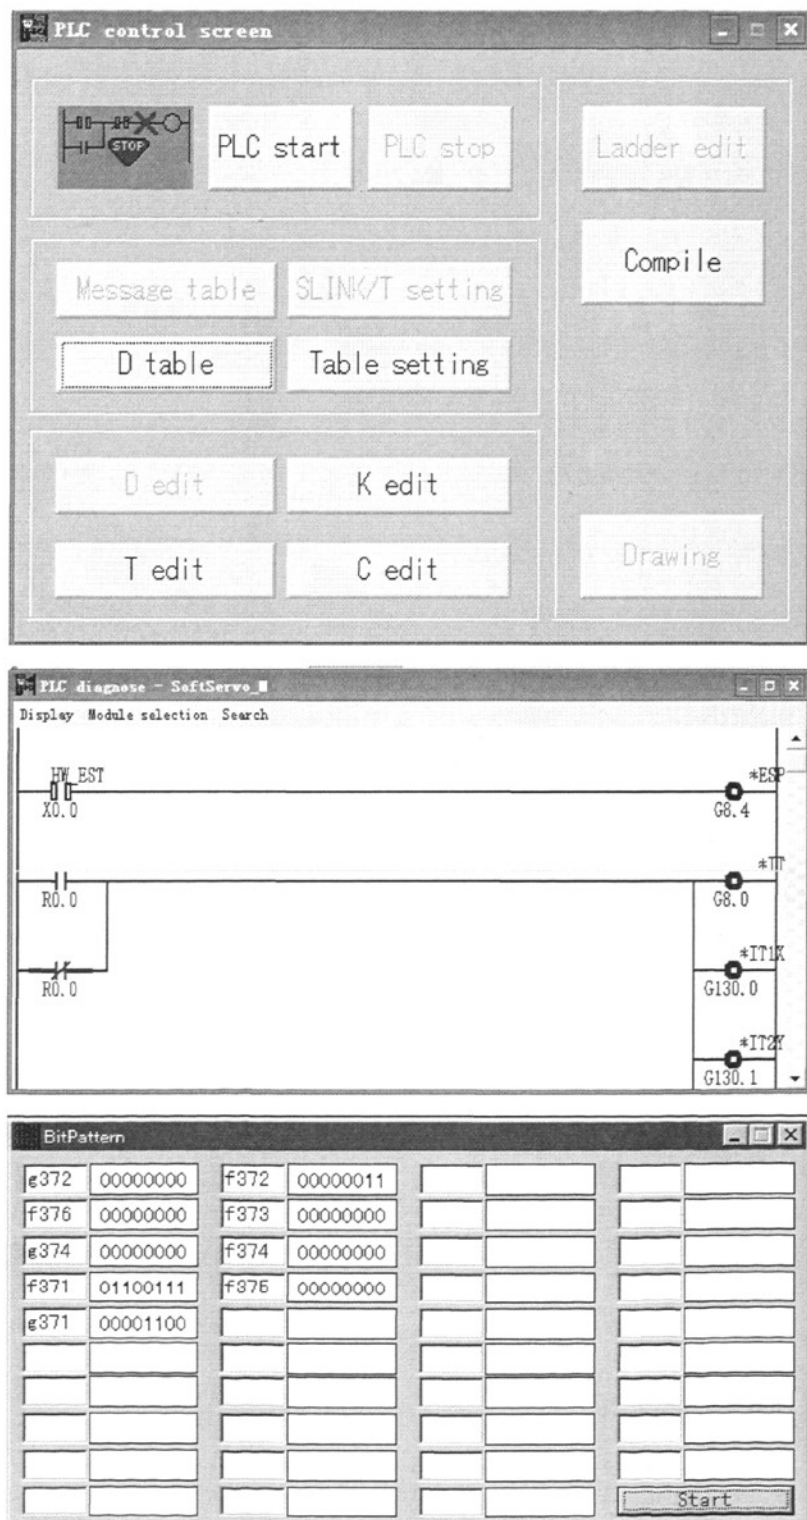 PLC control screen
STOP
PLC start
PLC stop
Ladder edit
Compile
Message table
SLINK/T setting
D table
Table setting
D edit
K edit
T edit
C edit
Drawing
PLC diagnose -
Display Module selection Search
HW_EST
*ESP
X0.0
G8.4
*TT
R0.0
G8.0
*IT1X
R0.0
G130.0
*IT2Y
G130.1
BitPattern
g372 00000000 f372 00000011
f376 00000000 f373 00000000
g374 00000000 f374 00000000
f371 01100111 00000000
g371 00001100
Start